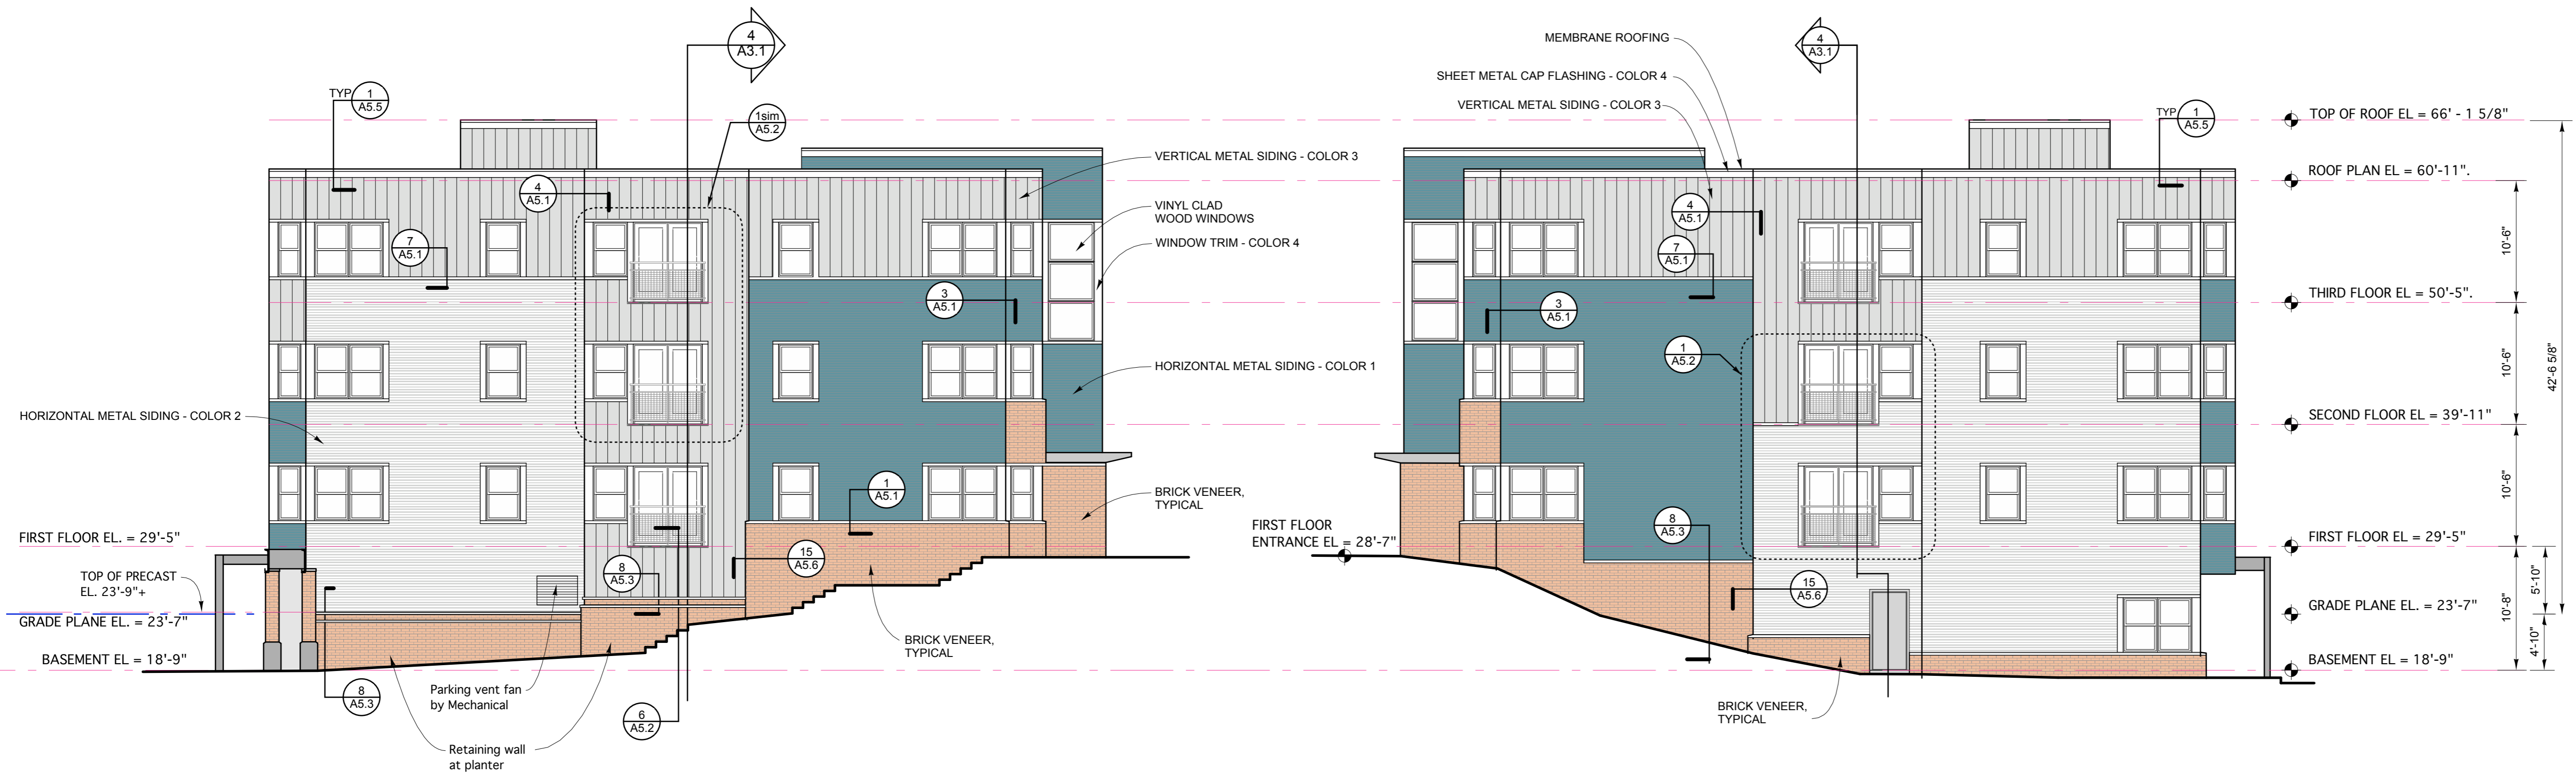 4
A3.1
TYP
1
A5.5
1sim
A5.2
4
A5.1
7
A5.1
3
A5.1
VERTICAL METAL SIDING - COLOR 3
VINYL CLAD
WOOD WINDOWS
WINDOW TRIM - COLOR 4
HORIZONTAL METAL SIDING - COLOR 1
HORIZONTAL METAL SIDING - COLOR 2
1
A5.1
BRICK VENEER,
TYPICAL
FIRST FLOOR EL. = 29'-5"
15
A5.6
8
A5.3
TOP OF PRECAST
EL. 23'-9"+
GRADE PLANE EL. = 23'-7"
BRICK VENEER,
TYPICAL
BASEMENT EL = 18'-9"
8
A5.3
Parking vent fan
by Mechanical
6
A5.2
Retaining wall
at planter
MEMBRANE ROOFING
4
A3.1
SHEET METAL CAP FLASHING - COLOR 4
VERTICAL METAL SIDING - COLOR 3
TYP
1
A5.5
TOP OF ROOF EL = 66' - 1 5/8"
ROOF PLAN EL = 60'-11".
4
A5.1
7
A5.1
10'-6"
THIRD FLOOR EL = 50'-5".
3
A5.1
1
A5.2
10'-6"
42'-6 5/8"
SECOND FLOOR EL = 39'-11"
10'-6"
FIRST FLOOR
ENTRANCE EL = 28'-7"
8
A5.3
FIRST FLOOR EL = 29'-5"
15
A5.6
5'-10"
10'-8"
GRADE PLANE EL. = 23'-7"
4'-10"
BASEMENT EL = 18'-9"
BRICK VENEER,
TYPICAL